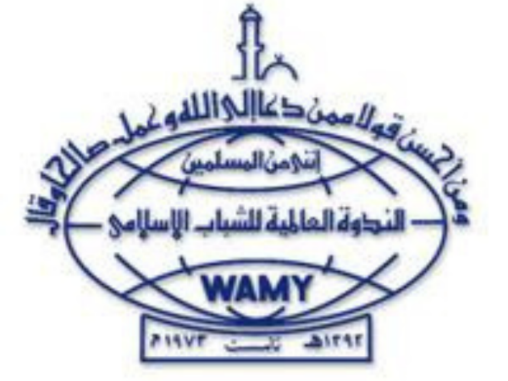 ومن أحسن قولا ممن دعا إلى الله وعمل صالحا وقال
إنني من المسلمين
الندوة العالمية للشباب الإسلامي
WAMY
١٣٩٢هـ تأسست ١٩٧٣م